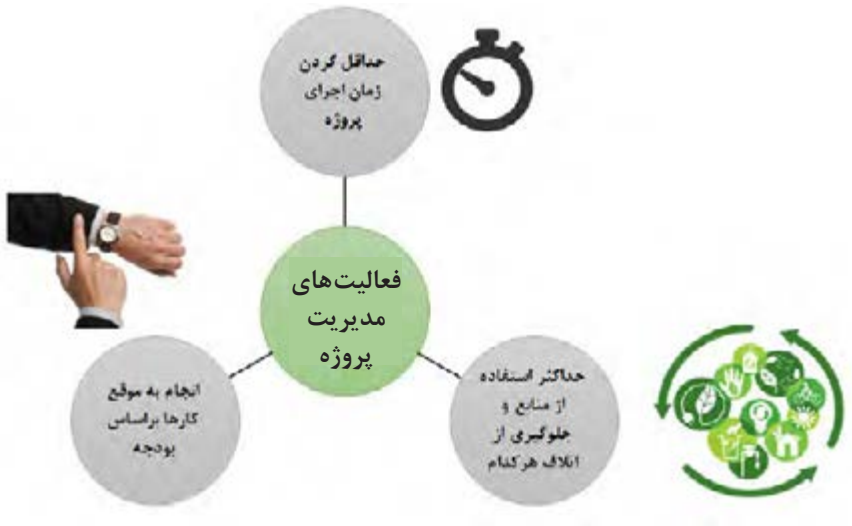 حداقل کردن
زمان اجرای
پروژه
فعالیت‌های
مدیریت
پروژه
حداکثر استفاده
از منابع و
جلوگیری از
اتلاف هرکدام
انجام به موقع
کارها براساس
بودجه